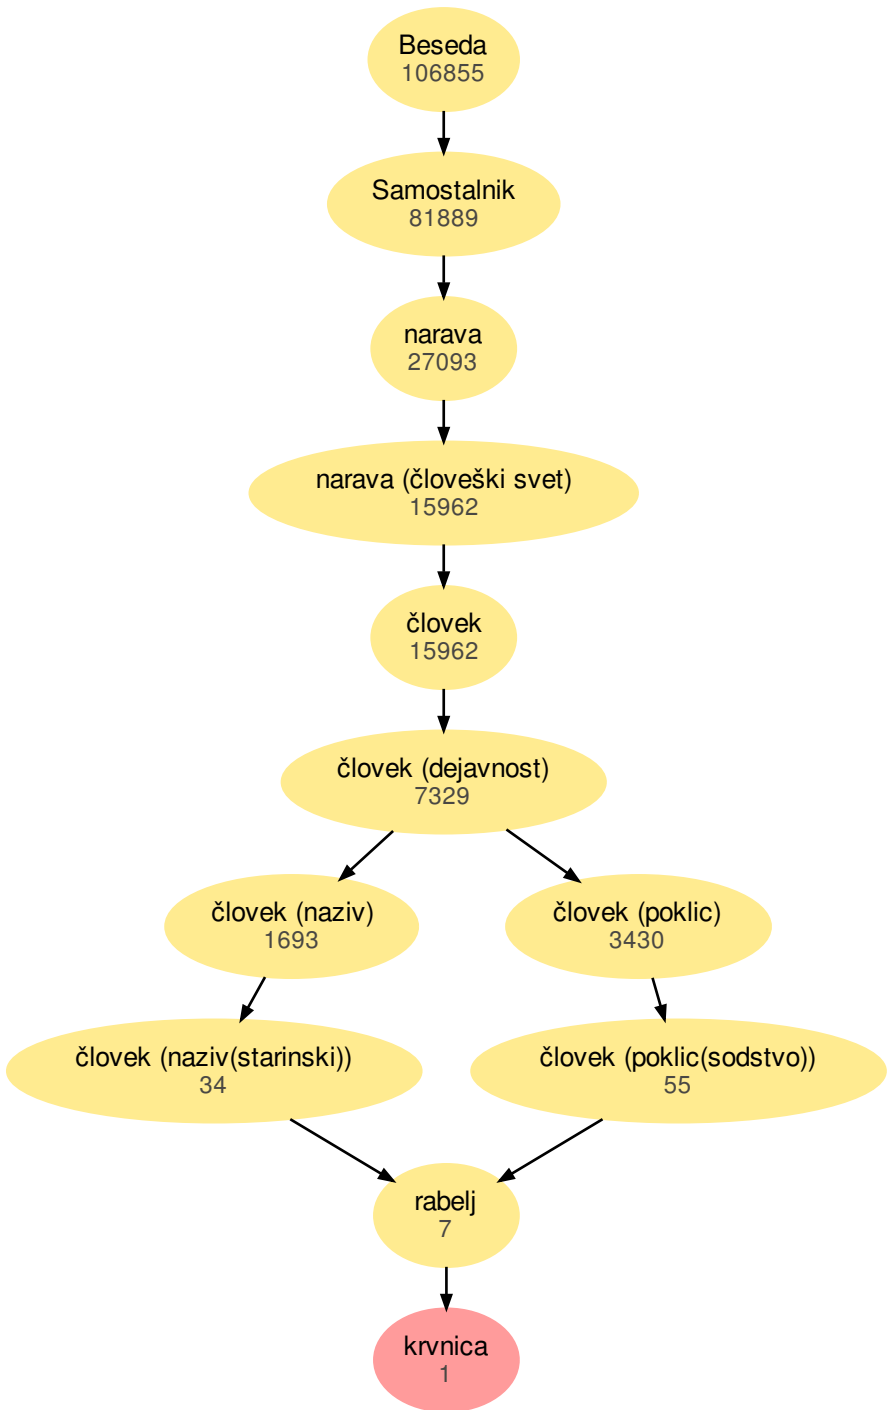 Beseda
106855
Samostalnik
81889
narava
27093
narava (človeški svet)
15962
človek
15962
človek (dejavnost)
7329
človek (naziv)
1693
človek (poklic)
3430
človek (naziv(starinski))
34
človek (poklic(sodstvo))
55
rabelj
7
krvnica
1